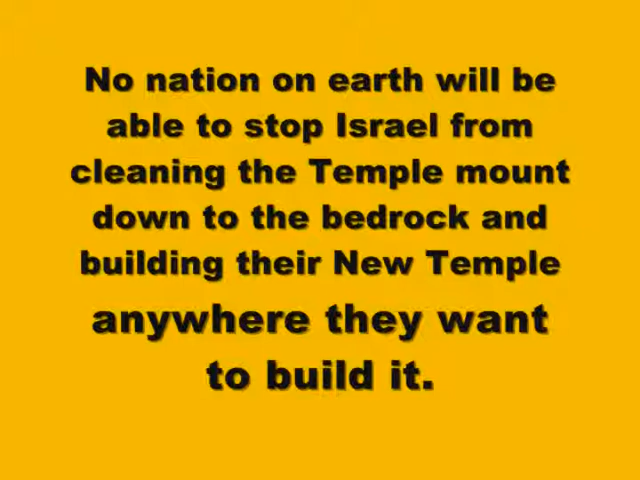 No nation on earth will be
able to stop Israel from
cleaning the Temple mount
down to the bedrock and
building their New Temple
anywhere they want
to build it.